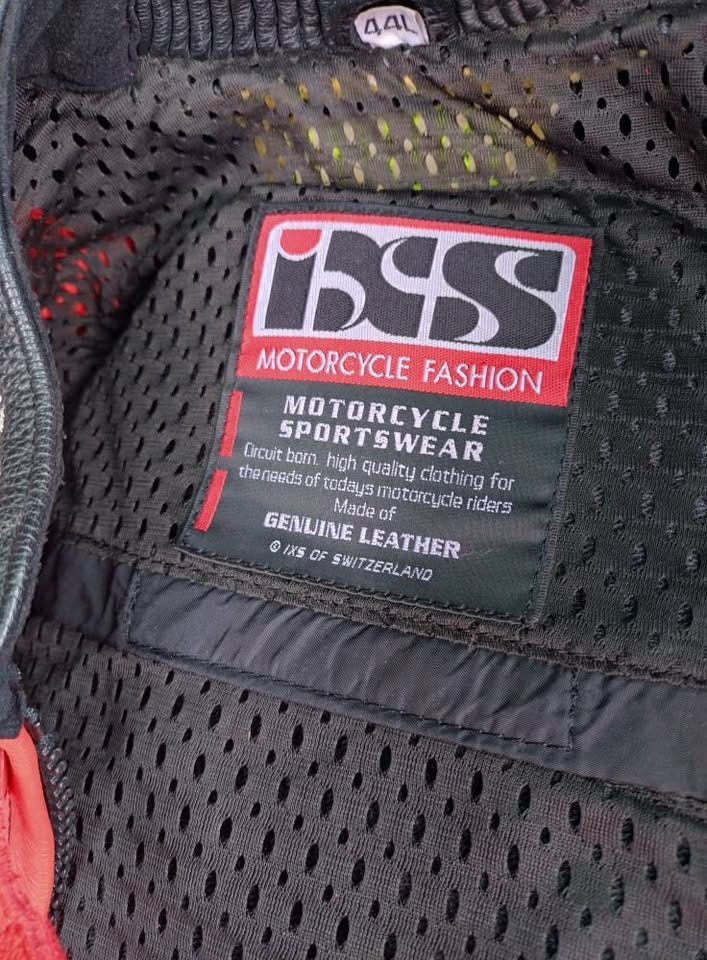 44L
iXS
MOTORCYCLE FASHION
MOTORCYCLE
SPORTSWEAR
Circuit born. high quality clothing for
the needs of todays motorcycle riders
Made of
GENUINE LEATHER
© IXS OF SWITZERLAND